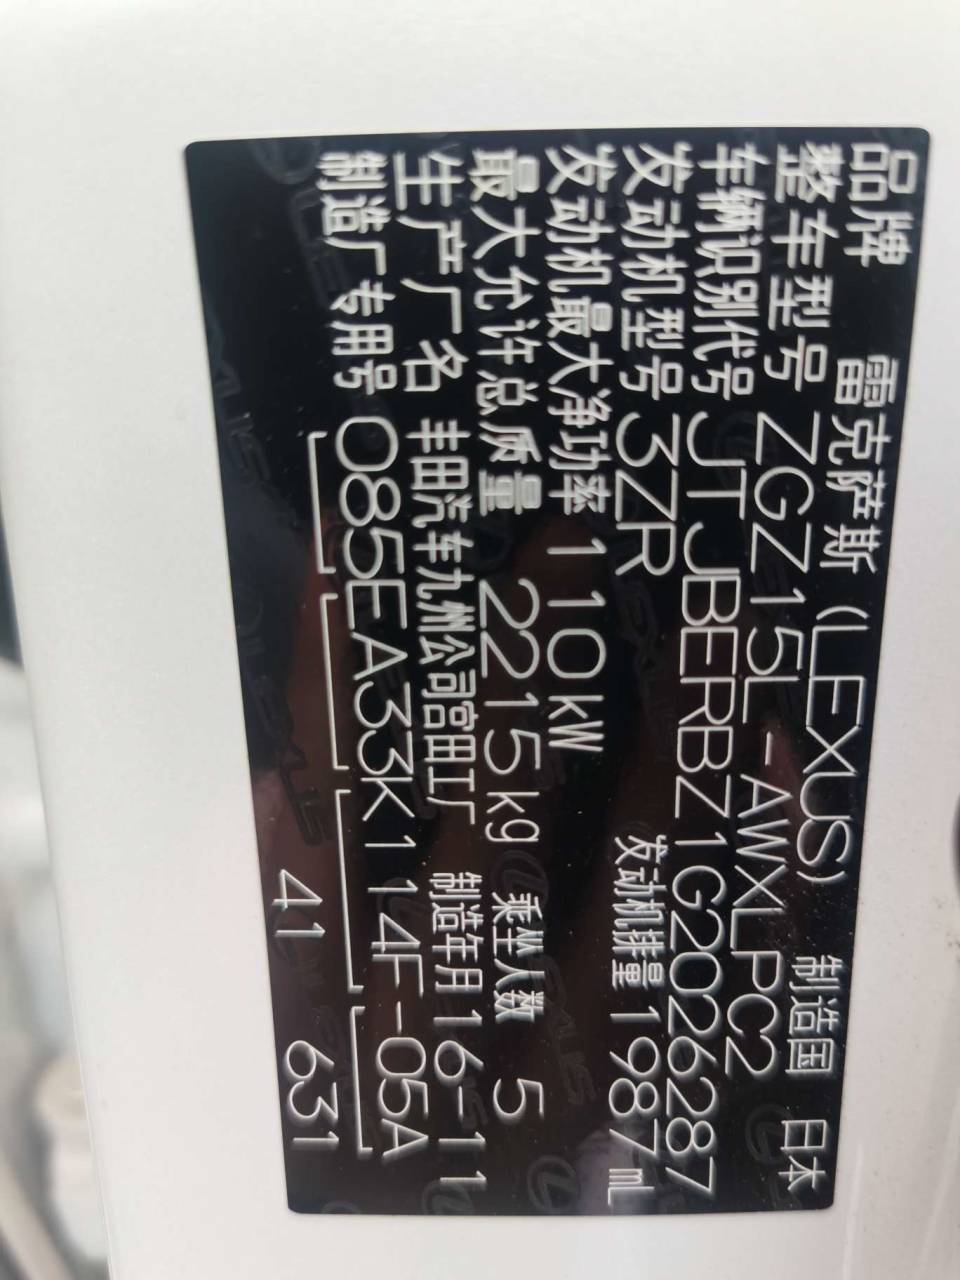 品牌 雷克萨斯(LEXUS) 制造国 日本
整车型号 ZGZ15L-AWXLPC2
车辆识别代号 JTJBERBZ1G2026287
发动机型号 3ZR 发动机排量 1987mL
发动机最大净功率 110kW
最大允许总质量 2215kg 乘坐人数 5
生产厂名 丰田汽车九州公司宫田工厂 制造年月 16-11
制造厂专用号 085EA33K114F-05A
41 631